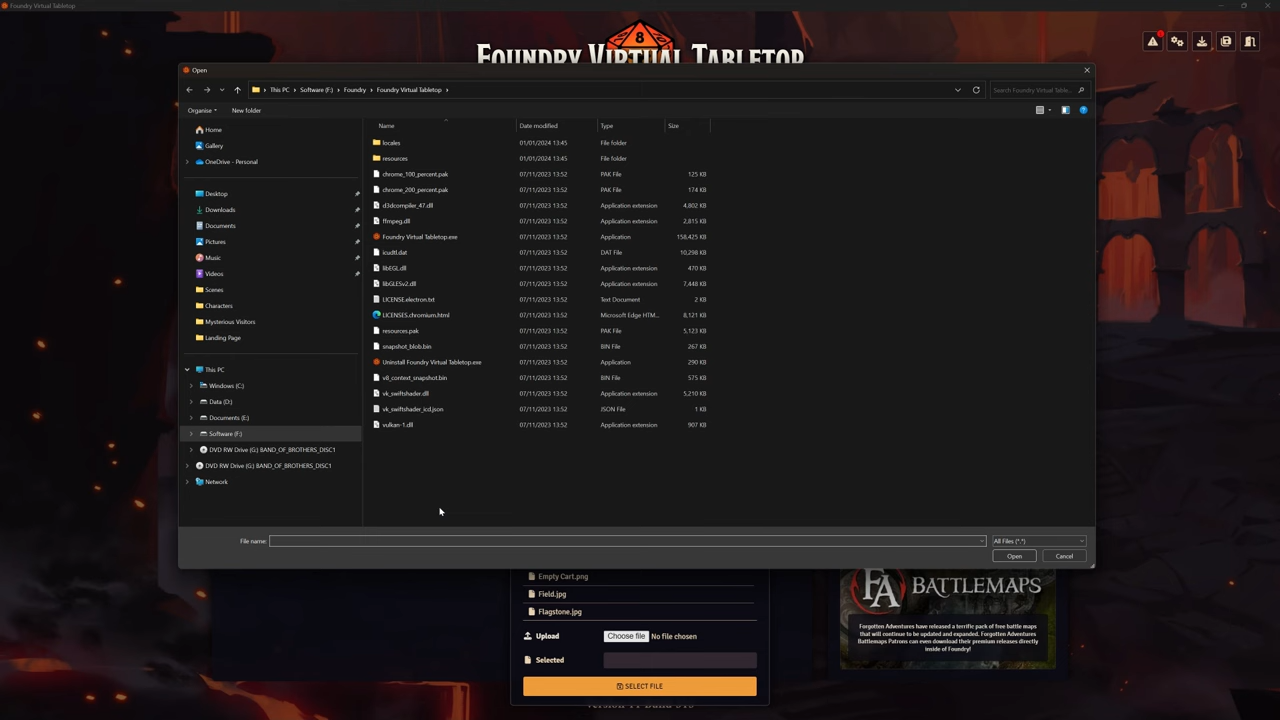 Foundry Virtual Tabletop
8
FOUNDRY VIRTUAL TABLETOP
Open
This PC > Software (F:) > Foundry > Foundry Virtual Tabletop >
Search Foundry Virtual Table...
Organise
New folder
Home
Gallery
OneDrive - Personal
Desktop
Downloads
Documents
Pictures
Music
Videos
Scenes
Characters
Mysterious Visitors
Landing Page
This PC
Windows (C:)
Data (D:)
Documents (E:)
Software (F:)
DVD RW Drive (G:) BAND_OF_BROTHERS_DISC1
DVD RW Drive (G:) BAND_OF_BROTHERS_DISC1
Network
Name Date modified Type Size
locales 01/01/2024 13:45 File folder
resources 01/01/2024 13:45 File folder
chrome_100_percent.pak 07/11/2023 13:52 PAK File 125 KB
chrome_200_percent.pak 07/11/2023 13:52 PAK File 174 KB
d3dcompiler_47.dll 07/11/2023 13:52 Application extension 4,802 KB
ffmpeg.dll 07/11/2023 13:52 Application extension 2,815 KB
Foundry Virtual Tabletop.exe 07/11/2023 13:52 Application 158,425 KB
icudtl.dat 07/11/2023 13:52 DAT File 10,298 KB
libEGL.dll 07/11/2023 13:52 Application extension 470 KB
libGLESv2.dll 07/11/2023 13:52 Application extension 7,448 KB
LICENSE.electron.txt 07/11/2023 13:52 Text Document 2 KB
LICENSES.chromium.html 07/11/2023 13:52 Microsoft Edge HTM... 8,121 KB
resources.pak 07/11/2023 13:52 PAK File 5,123 KB
snapshot_blob.bin 07/11/2023 13:52 BIN File 267 KB
Uninstall Foundry Virtual Tabletop.exe 07/11/2023 13:52 Application 290 KB
v8_context_snapshot.bin 07/11/2023 13:52 BIN File 575 KB
vk_swiftshader.dll 07/11/2023 13:52 Application extension 5,210 KB
vk_swiftshader_icd.json 07/11/2023 13:52 JSON File 1 KB
vulkan-1.dll 07/11/2023 13:52 Application extension 907 KB
File name:
All Files (*.*)
Open
Cancel
Empty Cart.png
Field.jpg
Flagstone.jpg
Upload Choose file No file chosen
Selected
SELECT FILE
FA BATTLEMAPS
Forgotten Adventures have released a terrific pack of free battle maps
that will continue to be updated and expanded. Forgotten Adventures
Battlemaps Patrons can even download their premium releases directly
inside of Foundry!